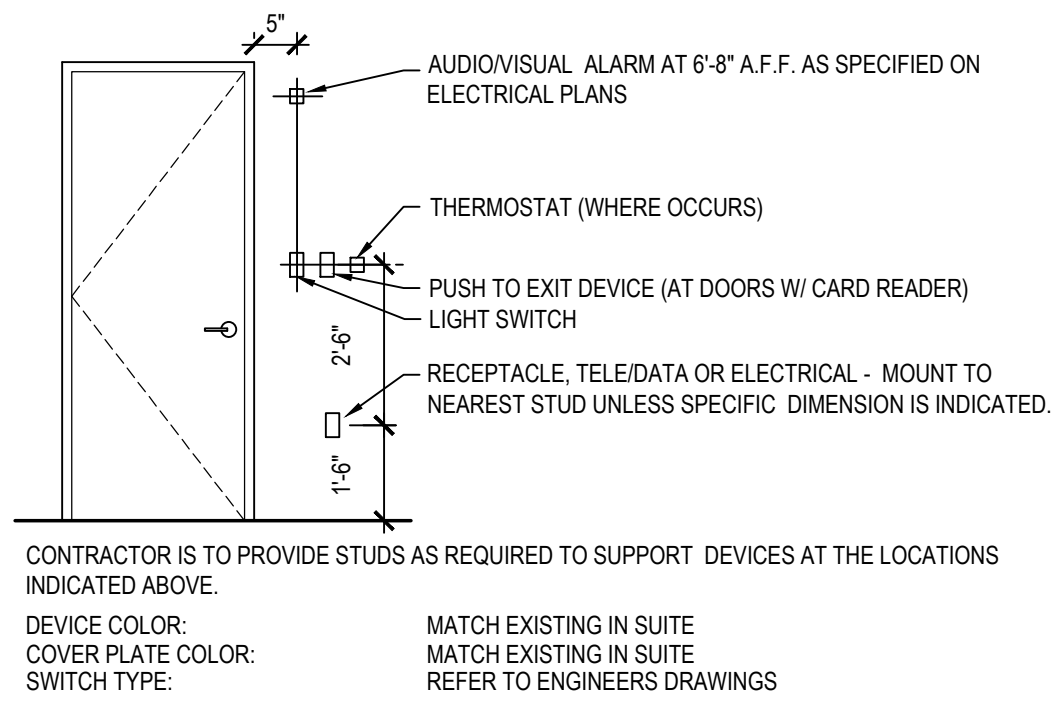 5"
AUDIO/VISUAL ALARM AT 6'-8" A.F.F. AS SPECIFIED ON
ELECTRICAL PLANS
THERMOSTAT (WHERE OCCURS)
PUSH TO EXIT DEVICE (AT DOORS W/ CARD READER)
LIGHT SWITCH
2'-6"
RECEPTACLE, TELE/DATA OR ELECTRICAL - MOUNT TO
NEAREST STUD UNLESS SPECIFIC DIMENSION IS INDICATED.
1'-6"
CONTRACTOR IS TO PROVIDE STUDS AS REQUIRED TO SUPPORT DEVICES AT THE LOCATIONS
INDICATED ABOVE.
DEVICE COLOR: MATCH EXISTING IN SUITE
COVER PLATE COLOR: MATCH EXISTING IN SUITE
SWITCH TYPE: REFER TO ENGINEERS DRAWINGS